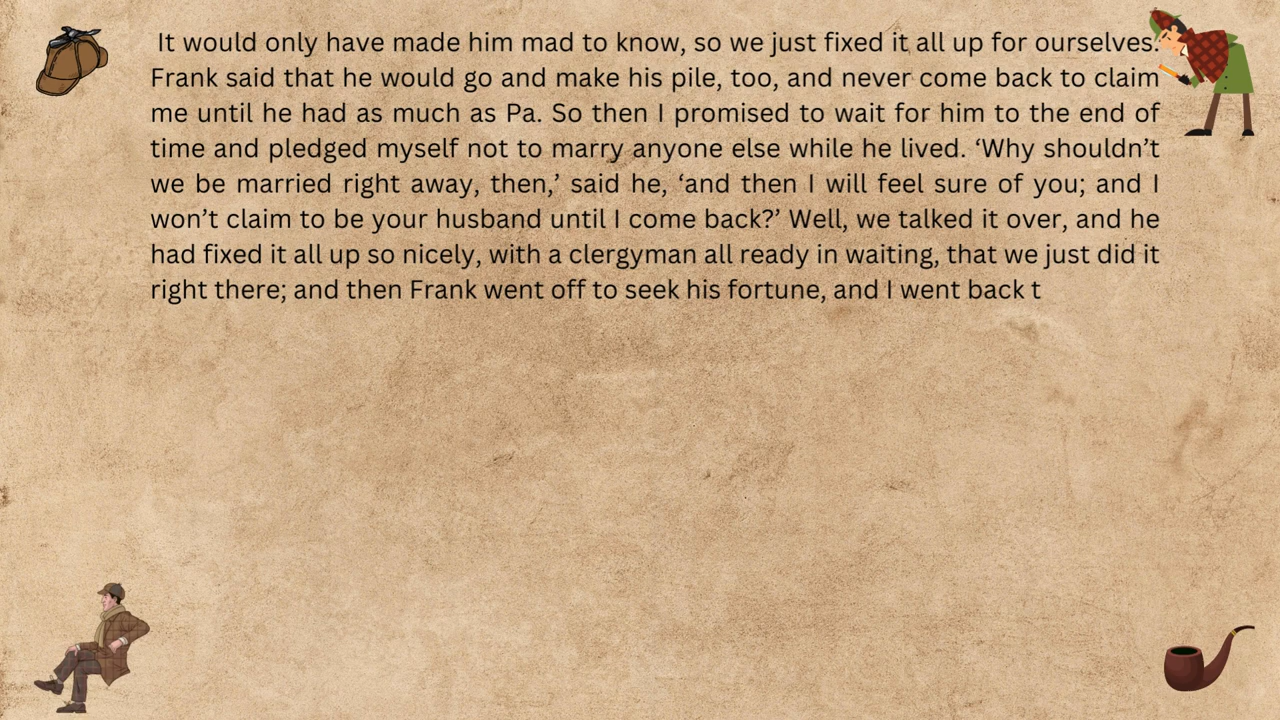 It would only have made him mad to know, so we just fixed it all up for ourselves.
Frank said that he would go and make his pile, too, and never come back to claim
me until he had as much as Pa. So then I promised to wait for him to the end of
time and pledged myself not to marry anyone else while he lived. ‘Why shouldn’t
we be married right away, then,’ said he, ‘and then I will feel sure of you; and I
won’t claim to be your husband until I come back?’ Well, we talked it over, and he
had fixed it all up so nicely, with a clergyman all ready in waiting, that we just did it
right there; and then Frank went off to seek his fortune, and I went back t